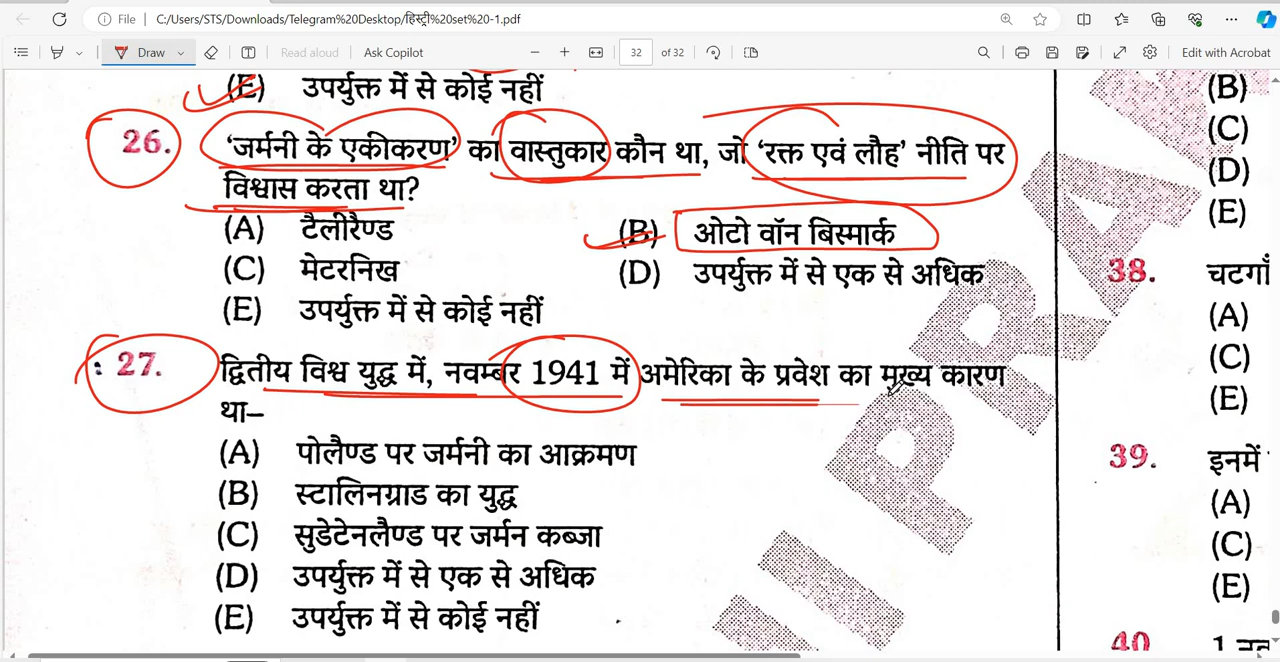 File
C:/Users/STS/Downloads/Telegram%20Desktop/हिस्ट्री%20set%20-1.pdf
Draw
Read aloud
Ask Copilot
32
of 32
Edit with Acrobat
(E) उपर्युक्त में से कोई नहीं
26. 'जर्मनी के एकीकरण' का वास्तुकार कौन था, जो 'रक्त एवं लौह' नीति पर
विश्वास करता था?
(A) टैलीरैण्ड (B) ओटो वॉन बिस्मार्क
(C) मेटरनिख (D) उपर्युक्त में से एक से अधिक
(E) उपर्युक्त में से कोई नहीं
: 27. द्वितीय विश्व युद्ध में, नवम्बर 1941 में अमेरिका के प्रवेश का मुख्य कारण
था–
(A) पोलैण्ड पर जर्मनी का आक्रमण
(B) स्टालिनग्राड का युद्ध
(C) सुडेटेनलैण्ड पर जर्मन कब्जा
(D) उपर्युक्त में से एक से अधिक
(E) उपर्युक्त में से कोई नहीं
(B)
(C)
(D)
(E)
38. चटगाँ
(A)
(C)
(E)
39. इनमें
(A)
(C)
(E)
40